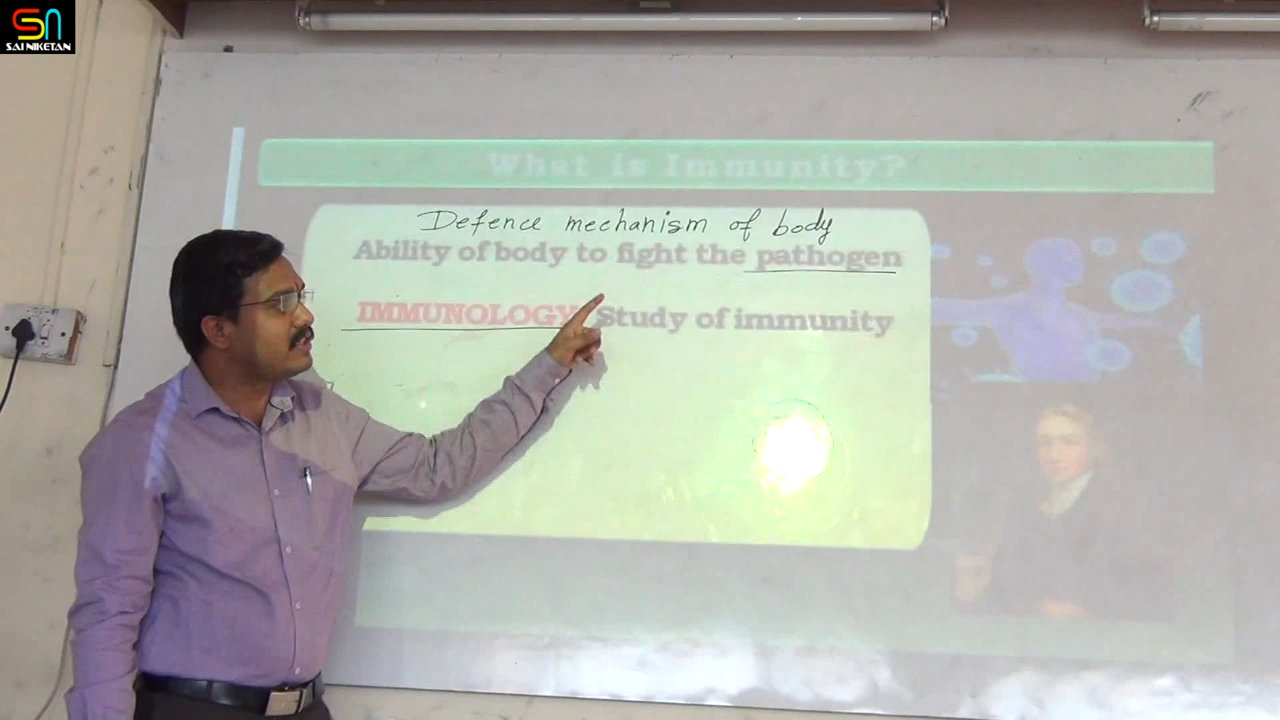 SN
SAI NIKETAN
What is Immunity?
Defence mechanism of body
Ability of body to fight the pathogen
IMMUNOLOGY Study of immunity